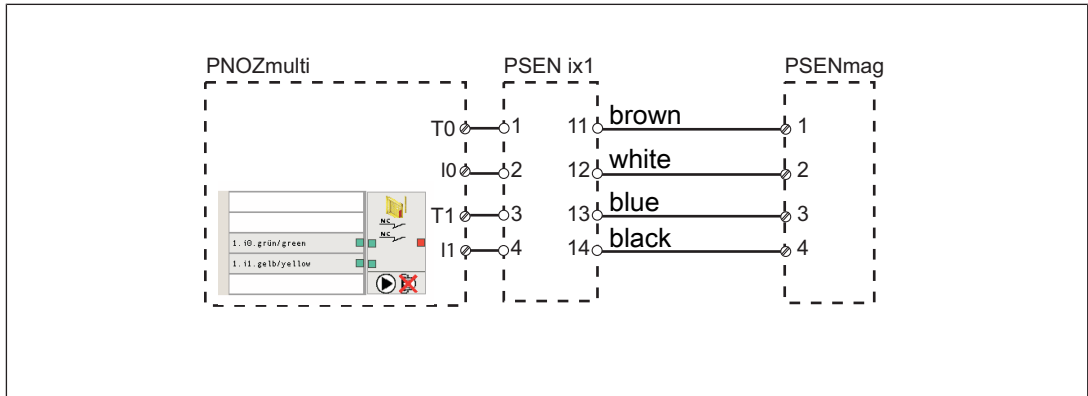 PNOZmulti PSEN ix1 PSENmag
T0 1 11 brown 1
I0 2 12 white 2
T1 3 13 blue 3
I1 4 14 black 4
NC
NC
1. i0.grün/green
1. i1.gelb/yellow